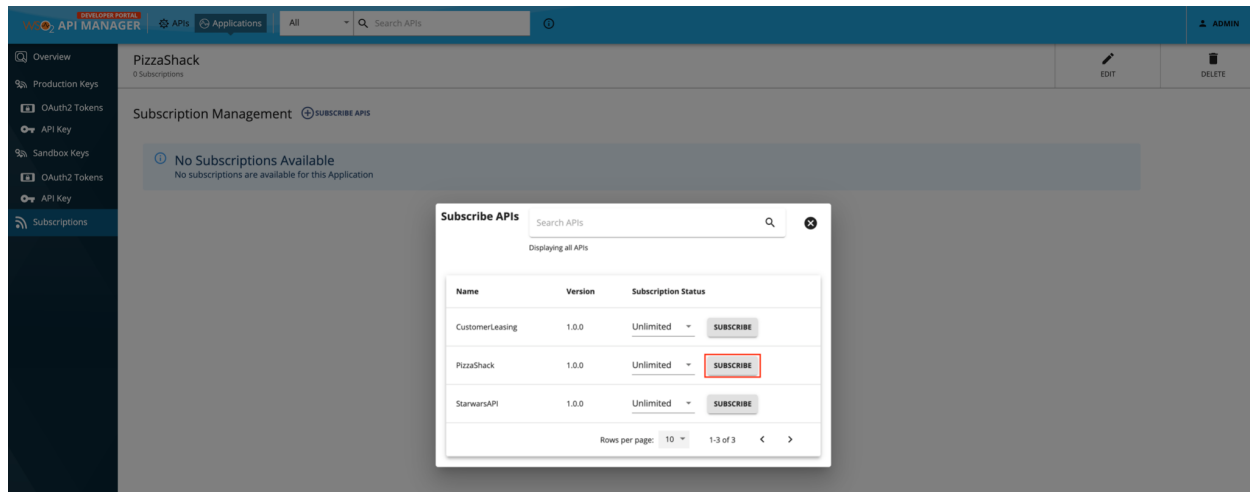 DEVELOPER PORTAL
WSO2 API MANAGER APIs Applications All Search APIs ADMIN
Overview
Production Keys
OAuth2 Tokens
API Key
Sandbox Keys
OAuth2 Tokens
API Key
Subscriptions
PizzaShack
0 Subscriptions
EDIT DELETE
Subscription Management SUBSCRIBE APIS
No Subscriptions Available
No subscriptions are available for this Application
Subscribe APIs Search APIs
Displaying all APIs
Name Version Subscription Status
CustomerLeasing 1.0.0 Unlimited SUBSCRIBE
PizzaShack 1.0.0 Unlimited SUBSCRIBE
StarwarsAPI 1.0.0 Unlimited SUBSCRIBE
Rows per page: 10 1-3 of 3